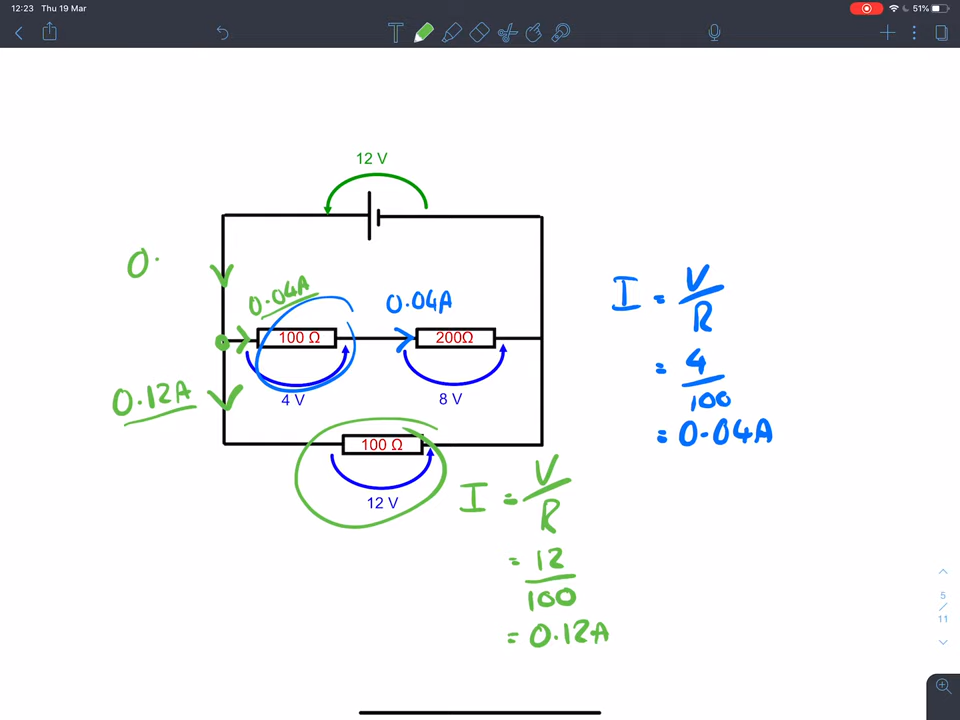 12:23 Thu 19 Mar
51%
T
12 V
0.
0.04A
0.04A
100 Ω
200Ω
4 V
8 V
0.12A
100 Ω
12 V
I = V/R
= 4/100
= 0.04A
I = V/R
= 12/100
= 0.12A
5
/
11